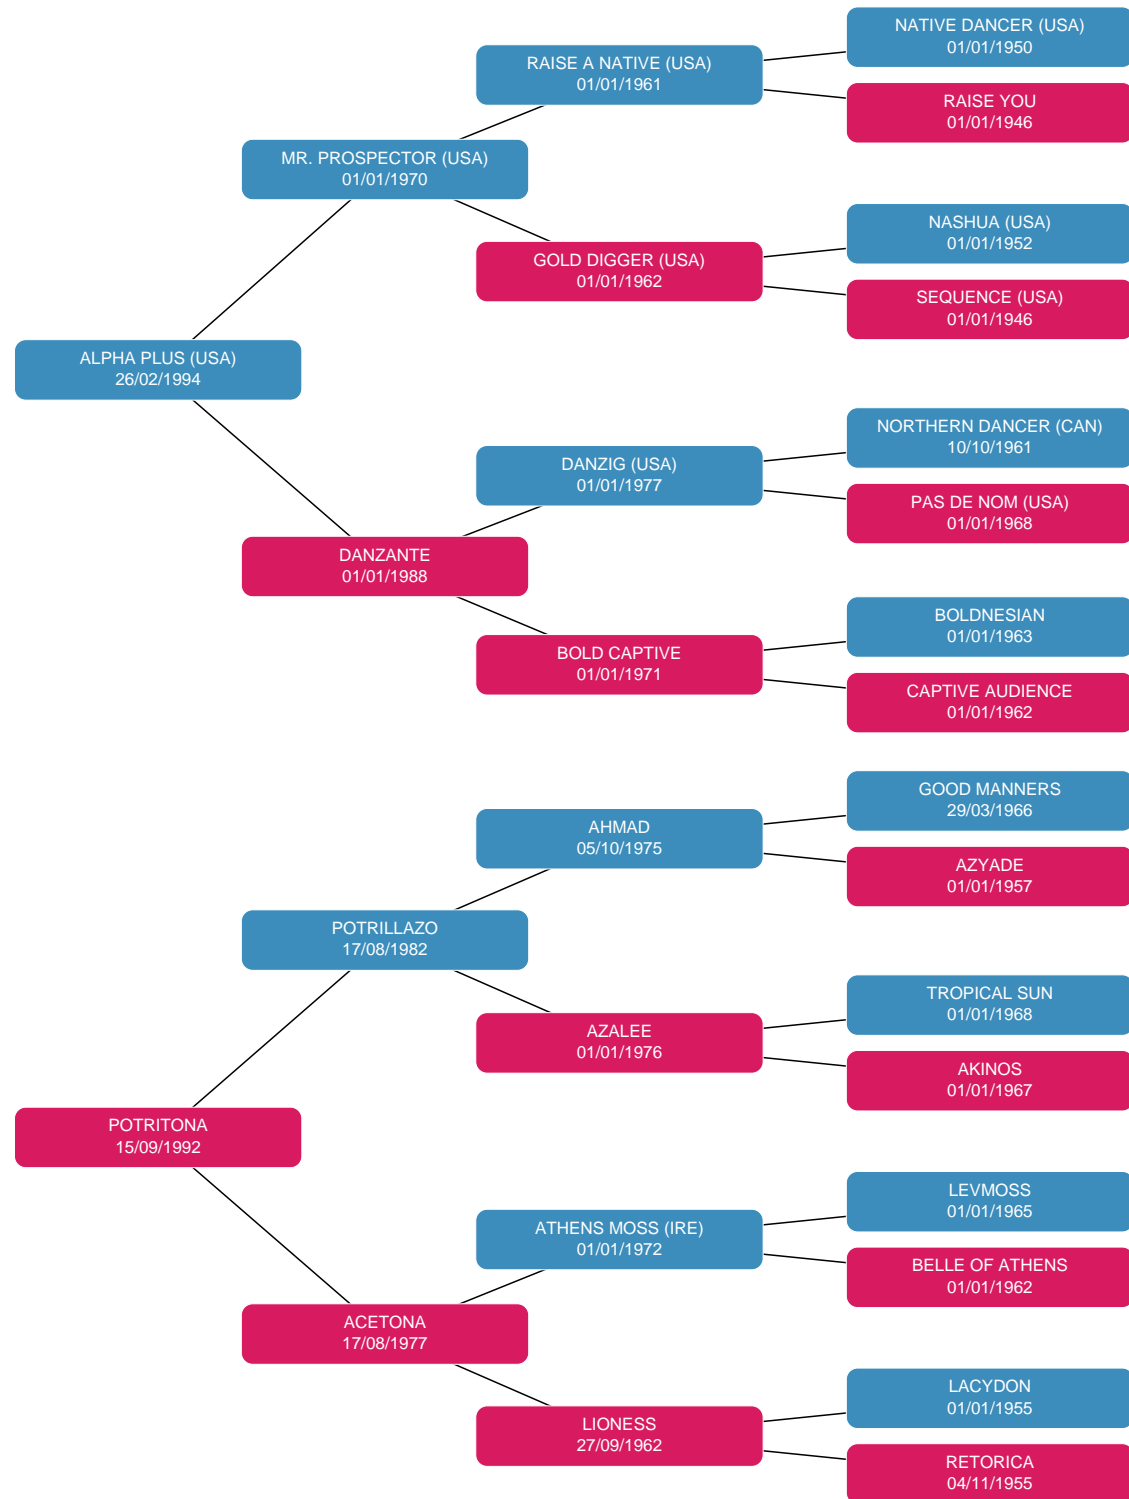 NATIVE DANCER (USA)
01/01/1950
RAISE A NATIVE (USA)
01/01/1961
RAISE YOU
01/01/1946
MR. PROSPECTOR (USA)
01/01/1970
NASHUA (USA)
01/01/1952
GOLD DIGGER (USA)
01/01/1962
SEQUENCE (USA)
01/01/1946
ALPHA PLUS (USA)
26/02/1994
NORTHERN DANCER (CAN)
10/10/1961
DANZIG (USA)
01/01/1977
PAS DE NOM (USA)
01/01/1968
DANZANTE
01/01/1988
BOLDNESIAN
01/01/1963
BOLD CAPTIVE
01/01/1971
CAPTIVE AUDIENCE
01/01/1962
GOOD MANNERS
29/03/1966
AHMAD
05/10/1975
AZYADE
01/01/1957
POTRILLAZO
17/08/1982
TROPICAL SUN
01/01/1968
AZALEE
01/01/1976
AKINOS
01/01/1967
POTRITONA
15/09/1992
LEVMOSS
01/01/1965
ATHENS MOSS (IRE)
01/01/1972
BELLE OF ATHENS
01/01/1962
ACETONA
17/08/1977
LACYDON
01/01/1955
LIONESS
27/09/1962
RETORICA
04/11/1955